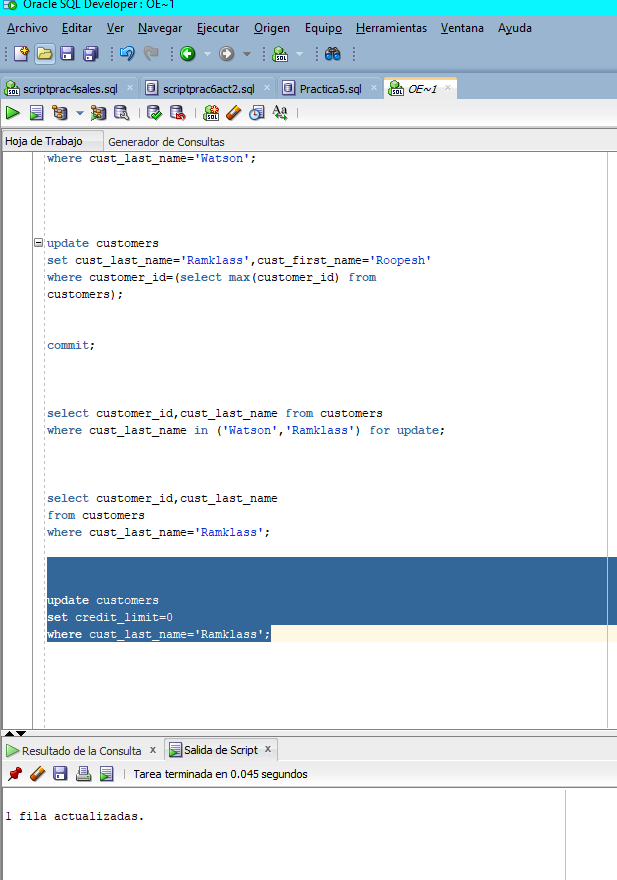 Oracle SQL Developer : OE~1
Archivo Editar Ver Navegar Ejecutar Origen Equipo Herramientas Ventana Ayuda
scriptprac4sales.sql scriptprac6act2.sql Practica5.sql OE~1
Hoja de Trabajo Generador de Consultas
where cust_last_name='Watson';
update customers
set cust_last_name='Ramklass',cust_first_name='Roopesh'
where customer_id=(select max(customer_id) from
customers);
commit;
select customer_id,cust_last_name from customers
where cust_last_name in ('Watson','Ramklass') for update;
select customer_id,cust_last_name
from customers
where cust_last_name='Ramklass';
update customers
set credit_limit=0
where cust_last_name='Ramklass';
Resultado de la Consulta x Salida de Script x
Tarea terminada en 0.045 segundos
1 fila actualizadas.